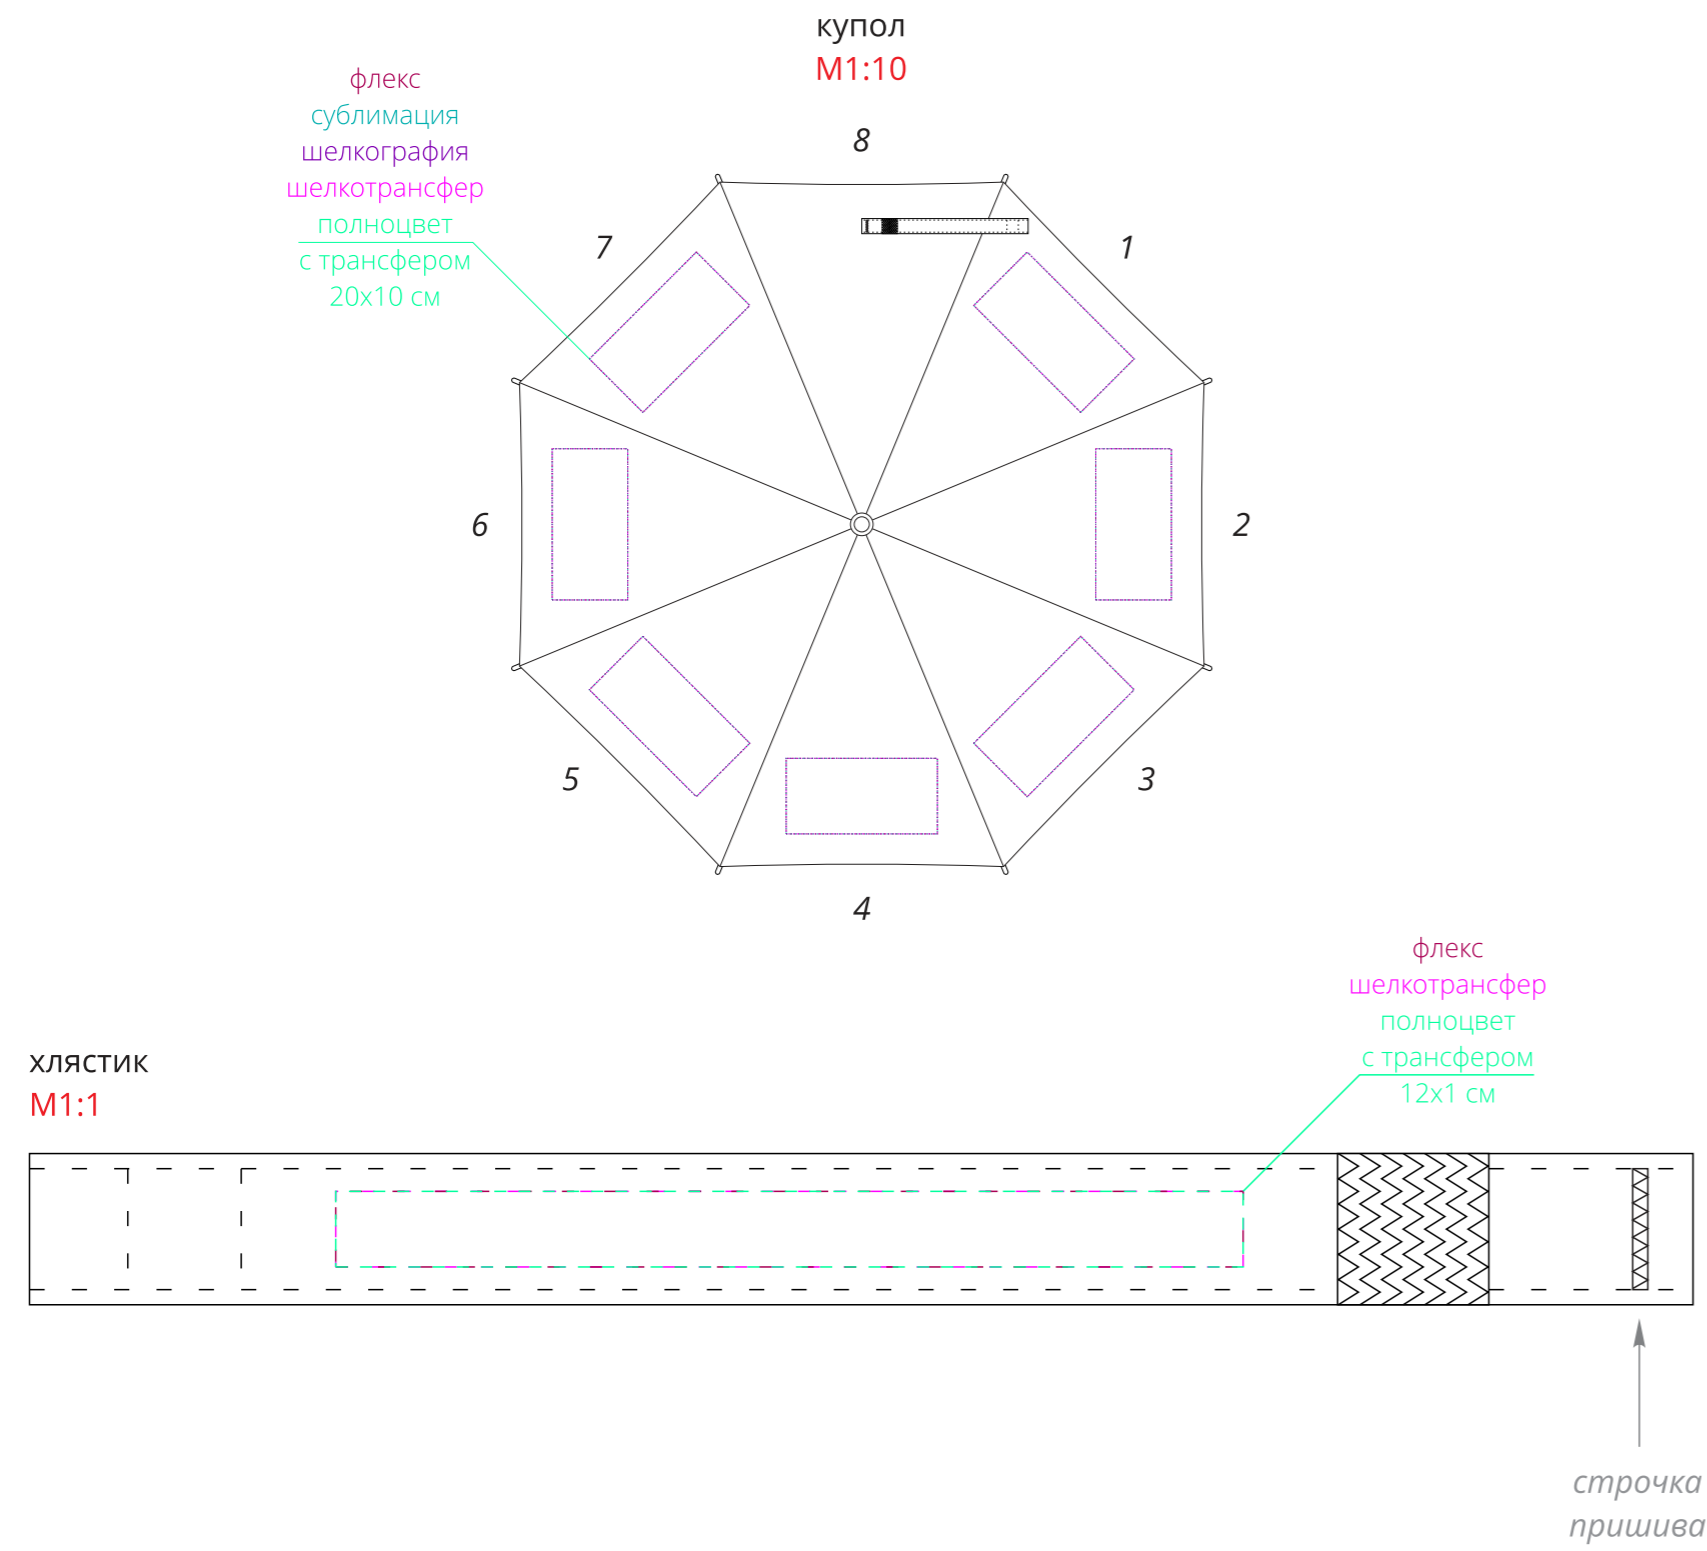 купол
М1:10
флекс
сублимация
шелкография
шелкотрансфер
полноцвет
с трансфером
20х10 см
8
7
1
6
2
5
3
4
флекс
шелкотрансфер
полноцвет
с трансфером
12х1 см
хлястик
М1:1
строчка
пришива